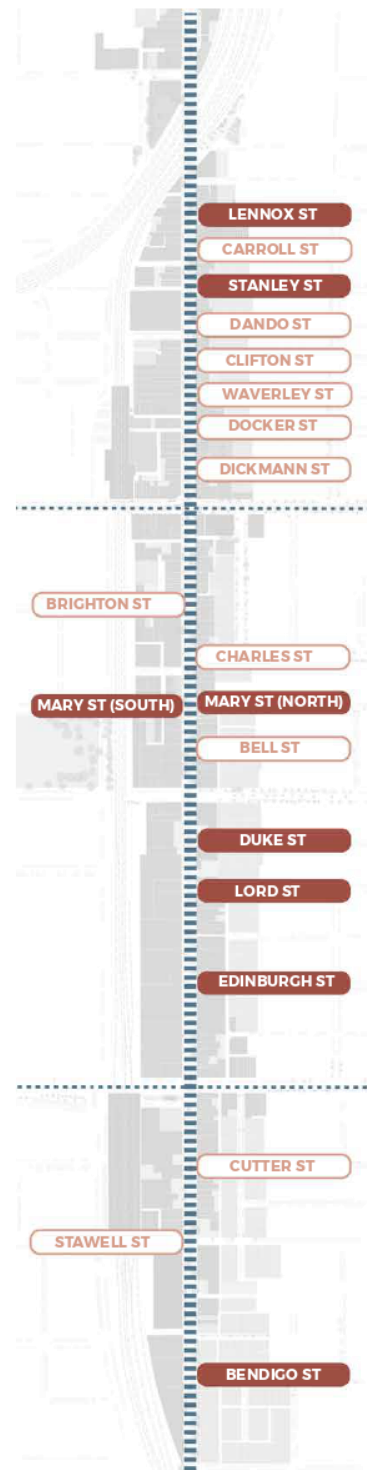 LENNOX ST
CARROLL ST
STANLEY ST
DANDO ST
CLIFTON ST
WAVERLEY ST
DOCKER ST
DICKMANN ST
BRIGHTON ST
CHARLES ST
MARY ST (SOUTH)
MARY ST (NORTH)
BELL ST
DUKE ST
LORD ST
EDINBURGH ST
CUTTER ST
STAWELL ST
BENDIGO ST